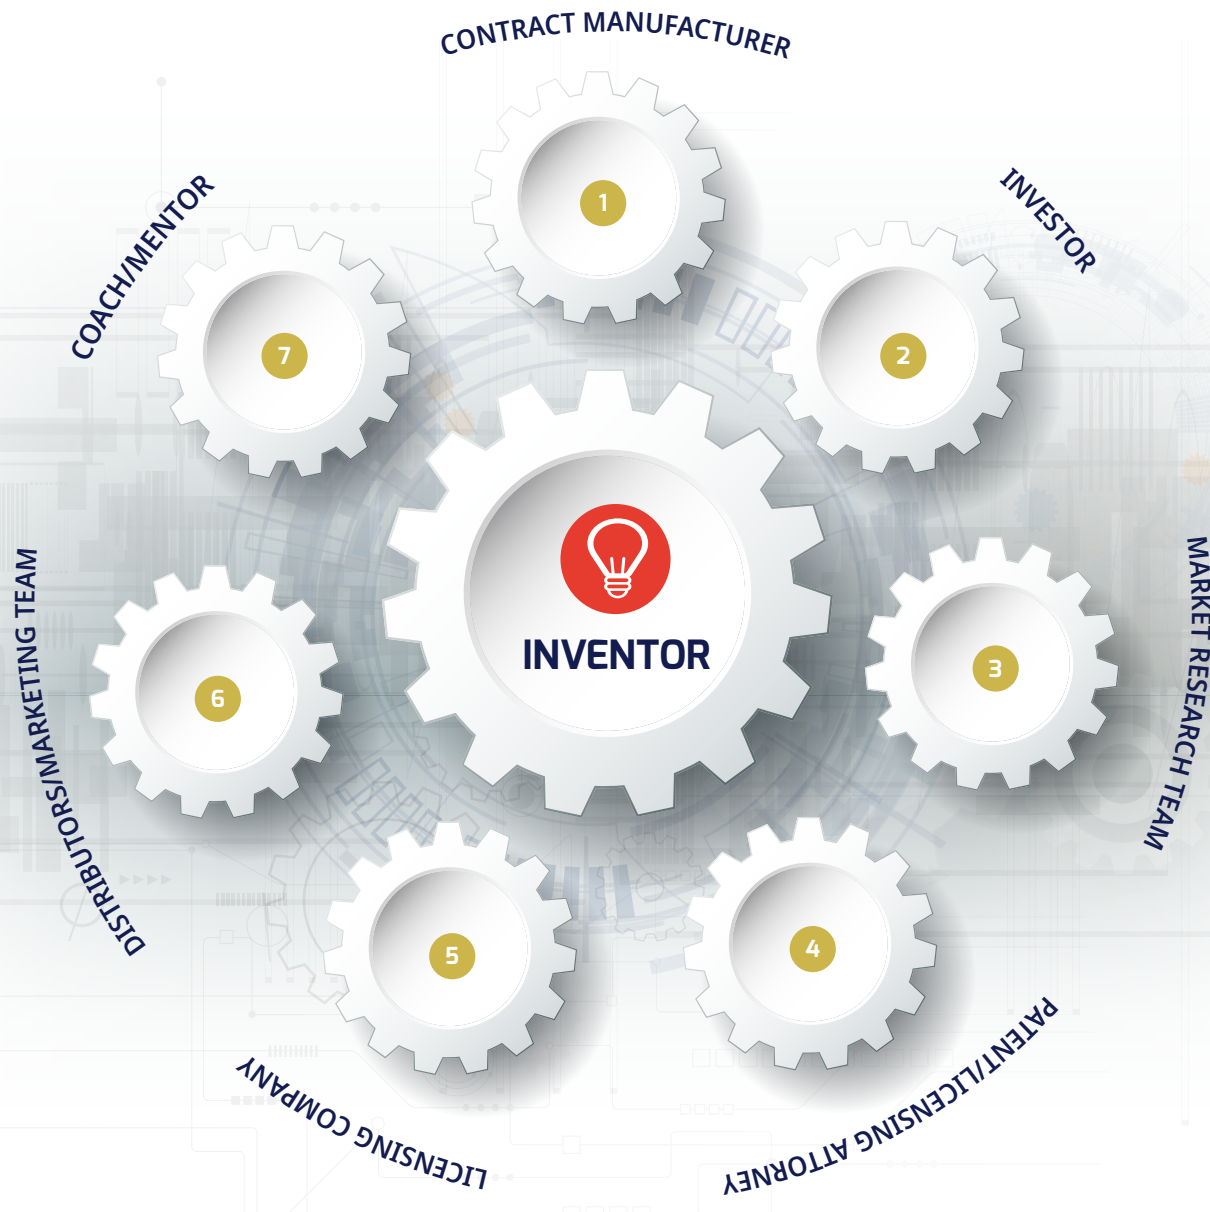 CONTRACT MANUFACTURER
1
INVESTOR
2
MARKET RESEARCH TEAM
3
PATENT/LICENSING ATTORNEY
4
LICENSING COMPANY
5
DISTRIBUTORS/MARKETING TEAM
6
COACH/MENTOR
7
INVENTOR